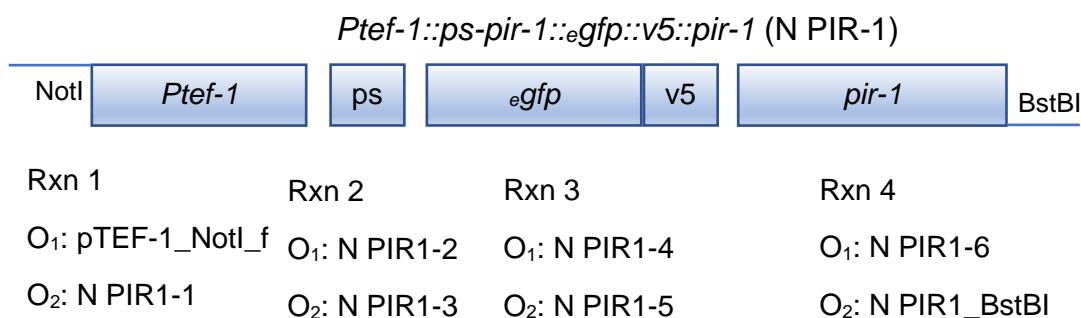 Ptef-1::ps-pir-1::egfp::v5::pir-1 (N PIR-1)
NotI Ptef-1 ps egfp v5 pir-1 BstBI
Rxn 1 Rxn 2 Rxn 3 Rxn 4
O₁: pTEF-1_NotI_f O₁: N PIR1-2 O₁: N PIR1-4 O₁: N PIR1-6
O₂: N PIR1-1 O₂: N PIR1-3 O₂: N PIR1-5 O₂: N PIR1_BstBI